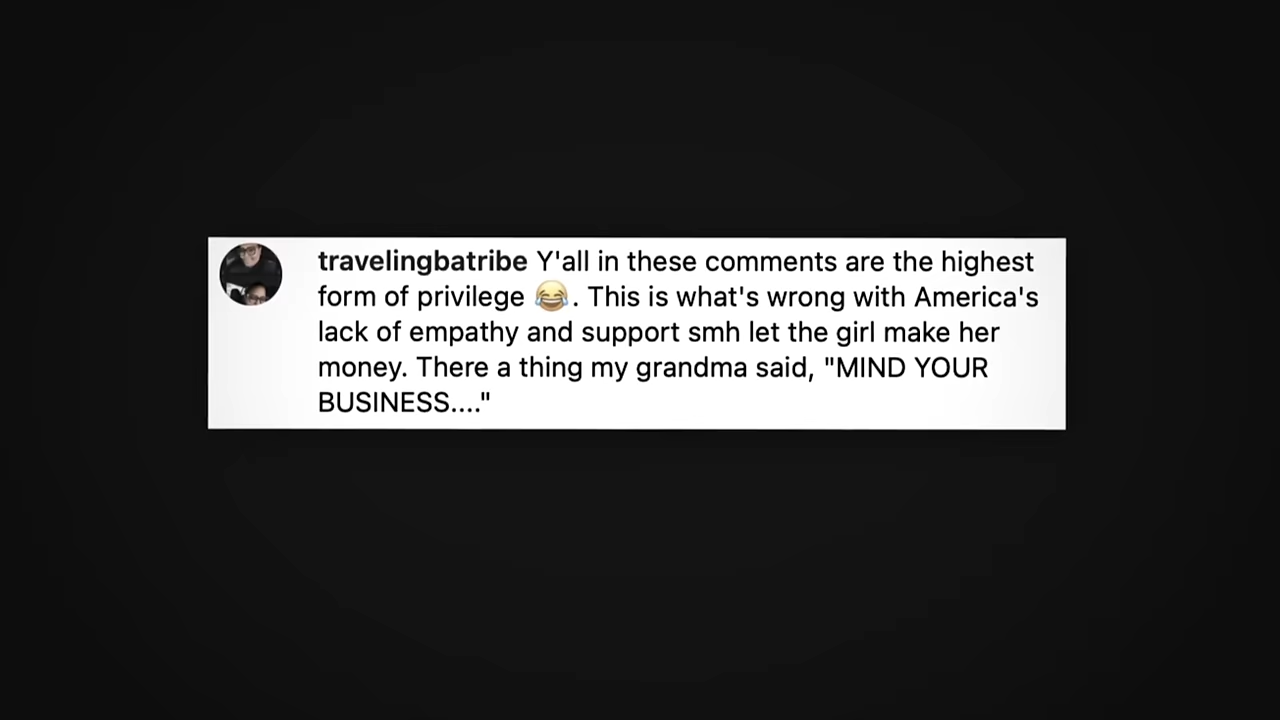 travelingbatribe Y'all in these comments are the highest
form of privilege 😂. This is what's wrong with America's
lack of empathy and support smh let the girl make her
money. There a thing my grandma said, "MIND YOUR
BUSINESS...."